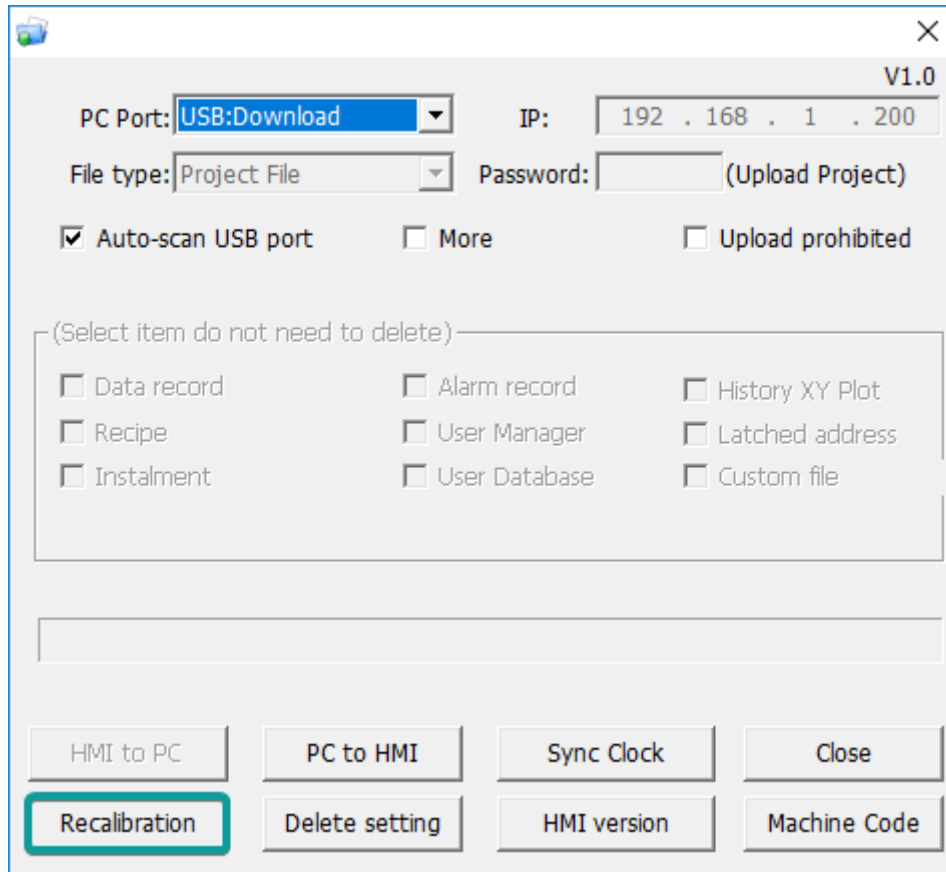 V1.0
PC Port: USB:Download IP: 192 . 168 . 1 . 200
File type: Project File Password: (Upload Project)
Auto-scan USB port More Upload prohibited
(Select item do not need to delete)
Data record Alarm record History XY Plot
Recipe User Manager Latched address
Instalment User Database Custom file
HMI to PC PC to HMI Sync Clock Close
Recalibration Delete setting HMI version Machine Code